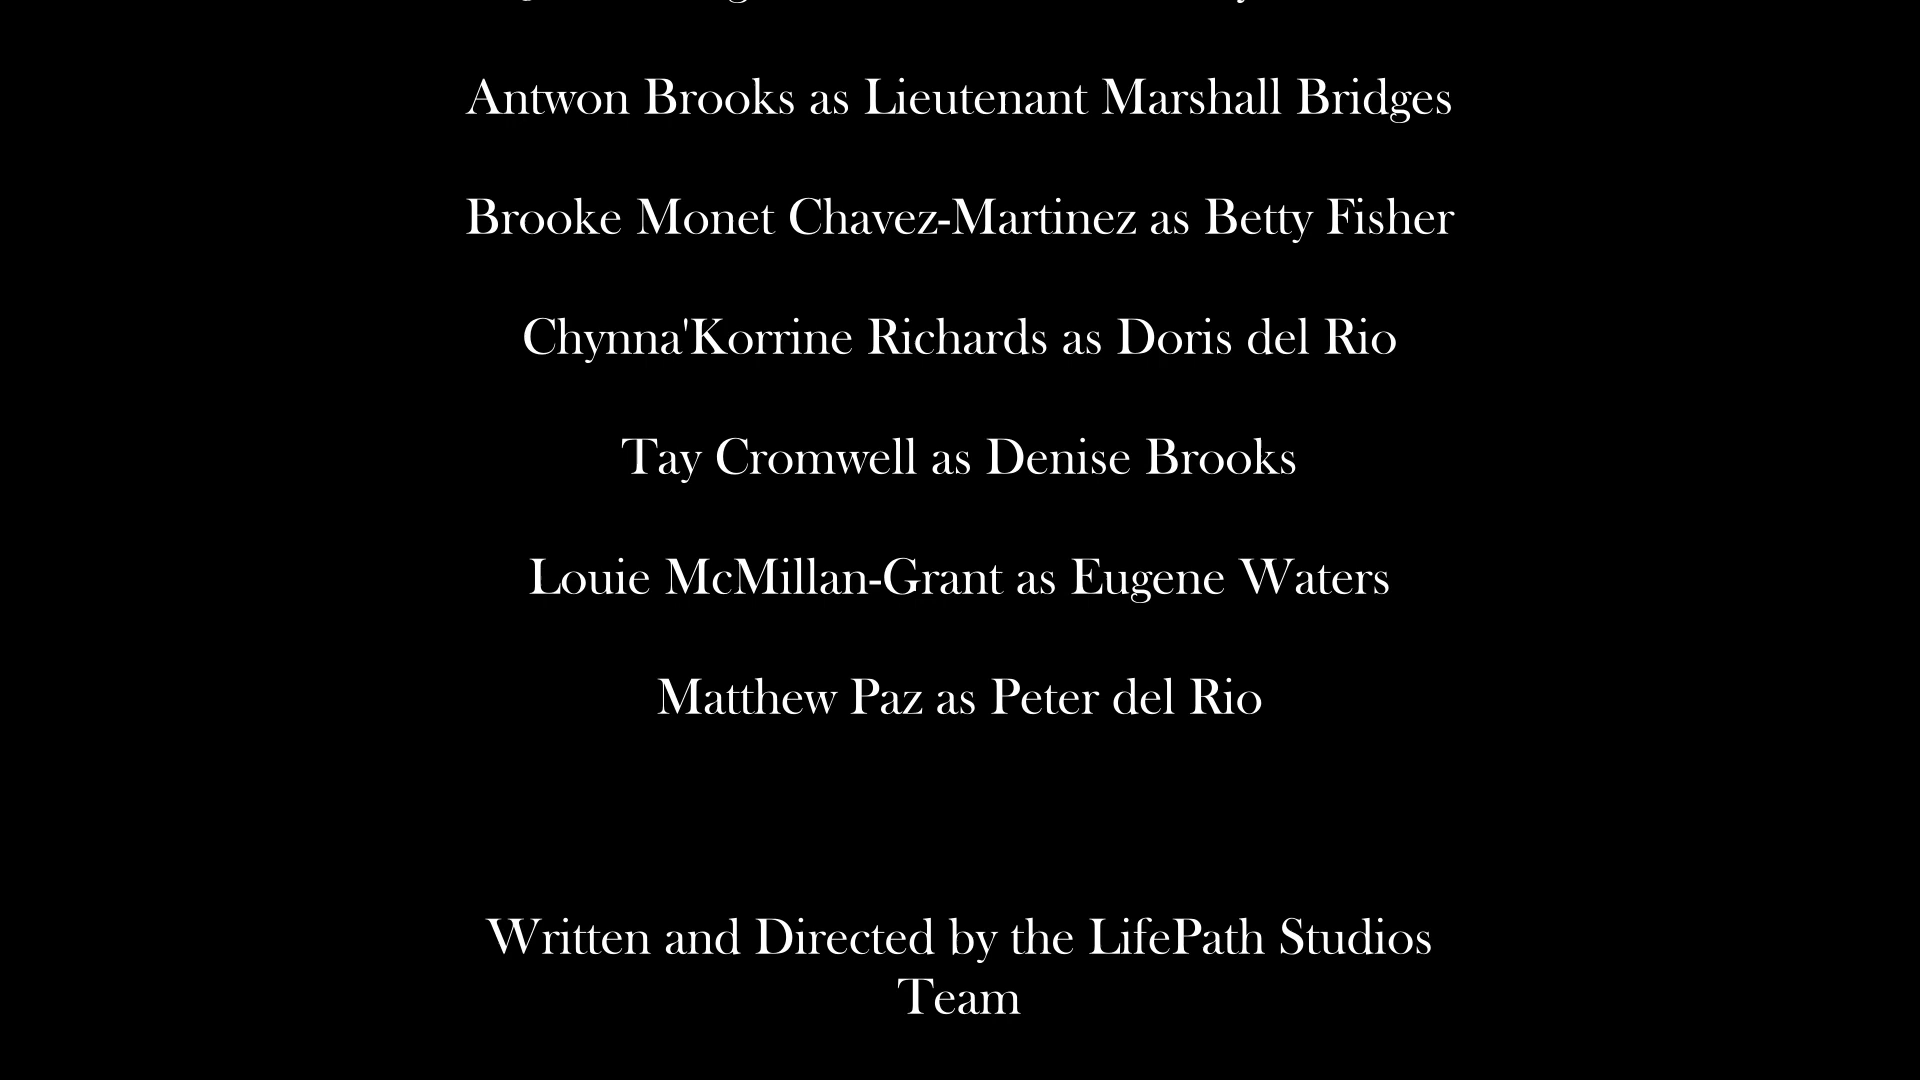 Antwon Brooks as Lieutenant Marshall Bridges
Brooke Monet Chavez-Martinez as Betty Fisher
Chynna'Korrine Richards as Doris del Rio
Tay Cromwell as Denise Brooks
Louie McMillan-Grant as Eugene Waters
Matthew Paz as Peter del Rio
Written and Directed by the LifePath Studios
Team